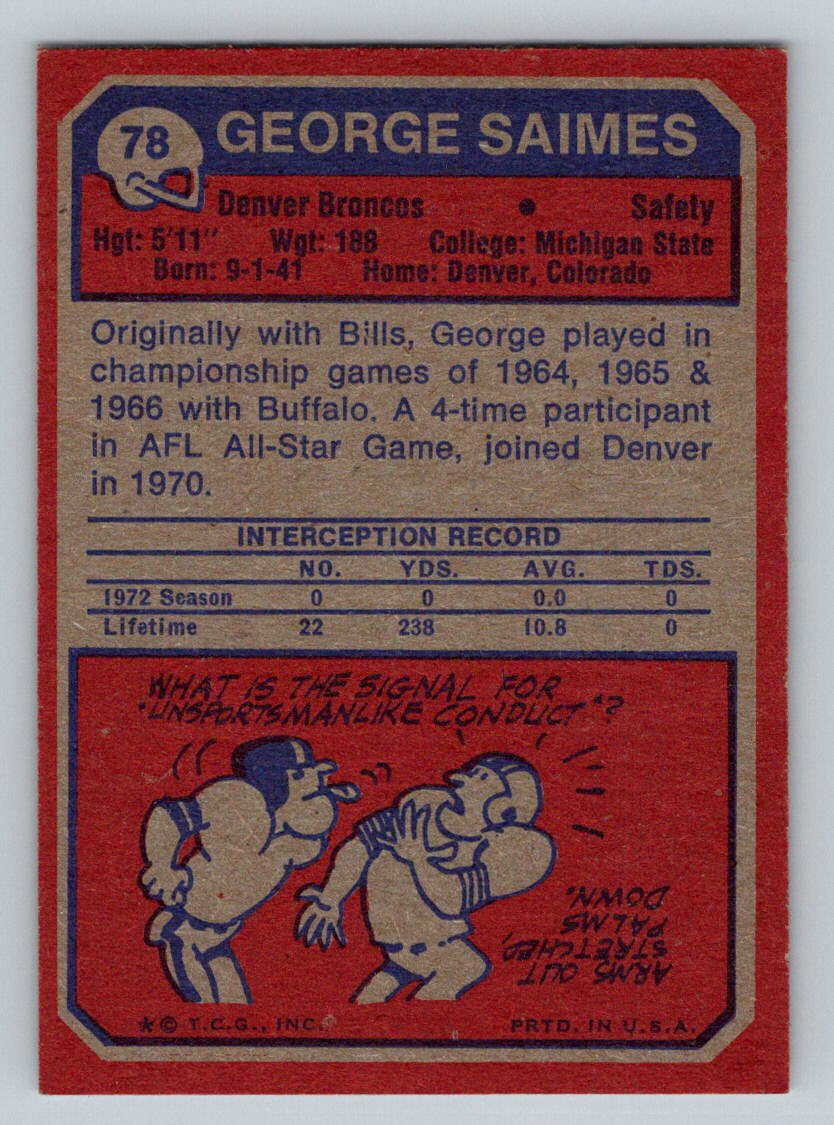 78 GEORGE SAIMES
Denver Broncos • Safety
Hgt: 5'11" Wgt: 188 College: Michigan State
Born: 9-1-41 Home: Denver, Colorado
Originally with Bills, George played in
championship games of 1964, 1965 &
1966 with Buffalo. A 4-time participant
in AFL All-Star Game, joined Denver
in 1970.
INTERCEPTION RECORD
NO. YDS. AVG. TDS.
1972 Season 0 0 0.0 0
Lifetime 22 238 10.8 0
WHAT IS THE SIGNAL FOR
"UNSPORTSMANLIKE CONDUCT"?
ARMS OUT
STRETCHED,
PALMS
DOWN.
*© T.C.G., INC. PRTD. IN U.S.A.